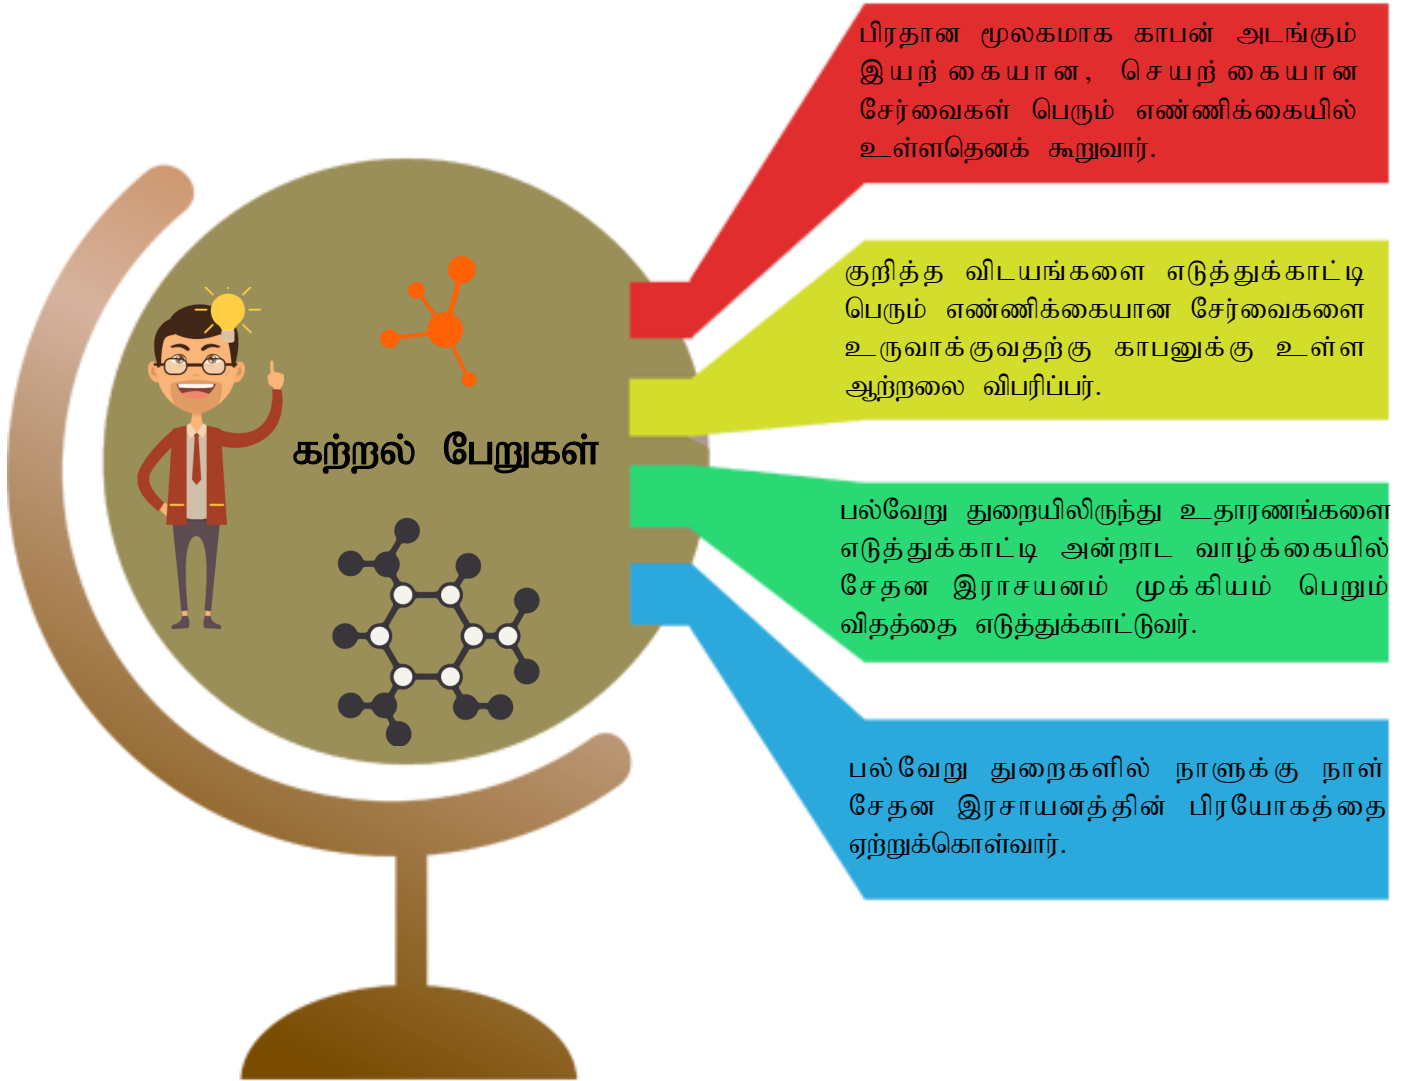 பிரதான மூலகமாக காபன் அடங்கும்
இயற்கையான, செயற்கையான
சேர்வைகள் பெரும் எண்ணிக்கையில்
உள்ளதெனக் கூறுவார்.
குறித்த விடயங்களை எடுத்துக்காட்டி
பெரும் எண்ணிக்கையான சேர்வைகளை
உருவாக்குவதற்கு காபனுக்கு உள்ள
ஆற்றலை விபரிப்பர்.
கற்றல் பேறுகள்
பல்வேறு துறையிலிருந்து உதாரணங்களை
எடுத்துக்காட்டி அன்றாட வாழ்க்கையில்
சேதன இராசயனம் முக்கியம் பெறும்
விதத்தை எடுத்துக்காட்டுவர்.
பல்வேறு துறைகளில் நாளுக்கு நாள்
சேதன இரசாயனத்தின் பிரயோகத்தை
ஏற்றுக்கொள்வார்.